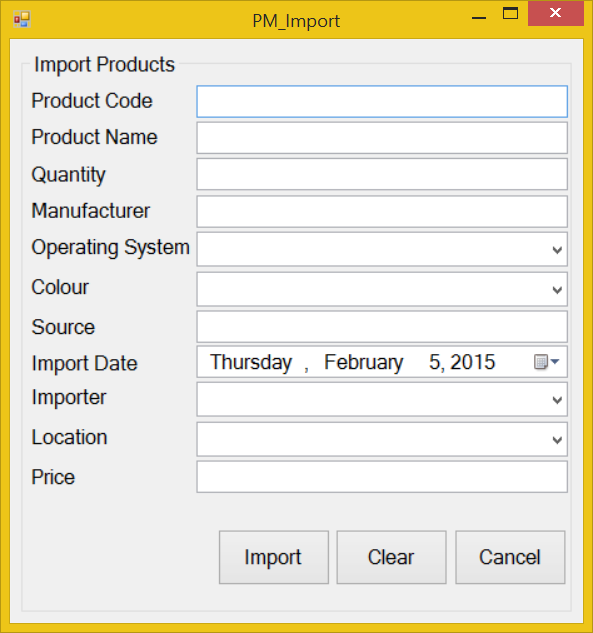 PM_Import
Import Products
Product Code
Product Name
Quantity
Manufacturer
Operating System
Colour
Source
Import Date Thursday , February 5, 2015
Importer
Location
Price
Import Clear Cancel